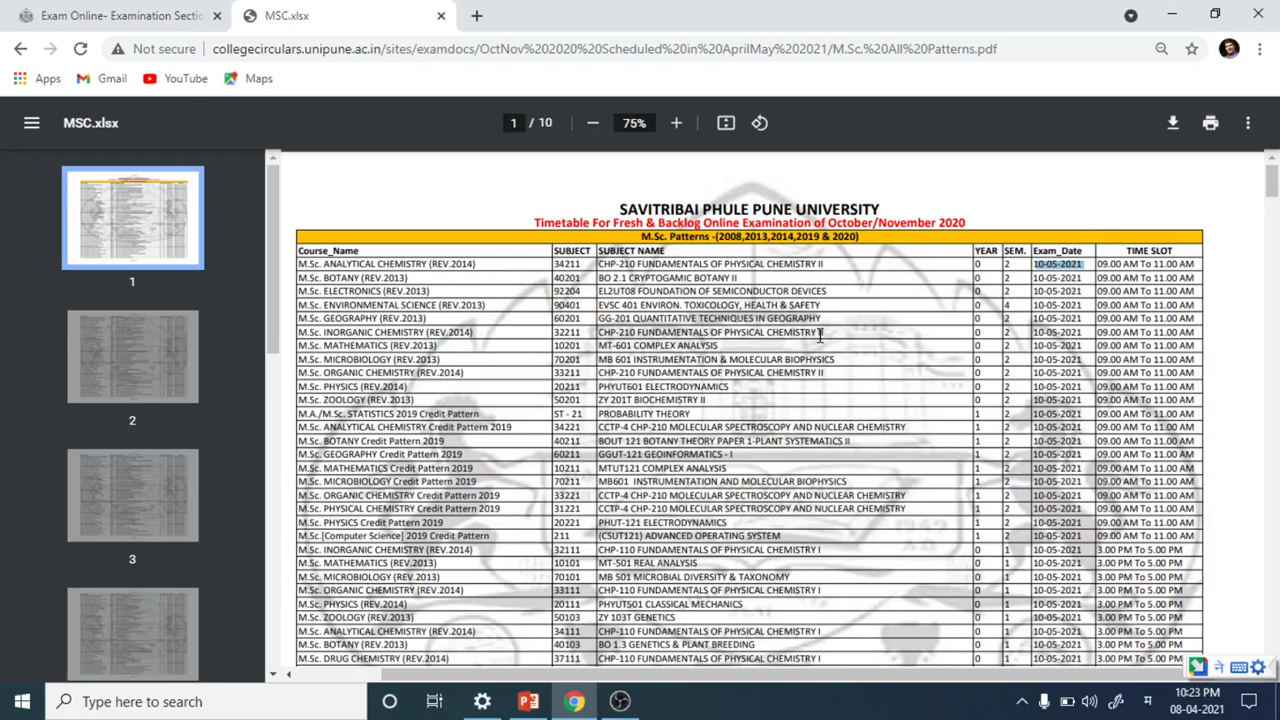 Exam Online- Examination Sectio
MSC.xlsx
Not secure collegecirculars.unipune.ac.in/sites/examdocs/OctNov%202020%20Scheduled%20in%20AprilMay%202021/M.Sc.%20All%20Patterns.pdf
Apps Gmail YouTube Maps
MSC.xlsx 1 / 10 75%
SAVITRIBAI PHULE PUNE UNIVERSITY
Timetable For Fresh & Backlog Online Examination of October/November 2020
M.Sc. Patterns -(2008,2013,2014,2019 & 2020)
Course_Name SUBJECT SUBJECT NAME YEAR SEM. Exam_Date TIME SLOT
M.Sc. ANALYTICAL CHEMISTRY (REV.2014) 34211 CHP-210 FUNDAMENTALS OF PHYSICAL CHEMISTRY II 0 2 10-05-2021 09.00 AM To 11.00 AM
M.Sc. BOTANY (REV.2013) 40201 BO 2.1 CRYPTOGAMIC BOTANY II 0 2 10-05-2021 09.00 AM To 11.00 AM
M.Sc. ELECTRONICS (REV.2013) 92204 EL2UT08 FOUNDATION OF SEMICONDUCTOR DEVICES 0 2 10-05-2021 09.00 AM To 11.00 AM
M.Sc. ENVIRONMENTAL SCIENCE (REV.2013) 90401 EVSC 401 ENVIRON. TOXICOLOGY, HEALTH & SAFETY 0 4 10-05-2021 09.00 AM To 11.00 AM
M.Sc. GEOGRAPHY (REV.2013) 60201 GG-201 QUANTITATIVE TECHNIQUES IN GEOGRAPHY 0 2 10-05-2021 09.00 AM To 11.00 AM
M.Sc. INORGANIC CHEMISTRY (REV.2014) 32211 CHP-210 FUNDAMENTALS OF PHYSICAL CHEMISTRY II 0 2 10-05-2021 09.00 AM To 11.00 AM
M.Sc. MATHEMATICS (REV.2013) 10201 MT-601 COMPLEX ANALYSIS 0 2 10-05-2021 09.00 AM To 11.00 AM
M.Sc. MICROBIOLOGY (REV.2013) 70201 MB 601 INSTRUMENTATION & MOLECULAR BIOPHYSICS 0 2 10-05-2021 09.00 AM To 11.00 AM
M.Sc. ORGANIC CHEMISTRY (REV.2014) 33211 CHP-210 FUNDAMENTALS OF PHYSICAL CHEMISTRY II 0 2 10-05-2021 09.00 AM To 11.00 AM
M.Sc. PHYSICS (REV.2014) 20211 PHYUT601 ELECTRODYNAMICS 0 2 10-05-2021 09.00 AM To 11.00 AM
M.Sc. ZOOLOGY (REV.2013) 50201 ZY 201T BIOCHEMISTRY II 0 2 10-05-2021 09.00 AM To 11.00 AM
M.A./M.Sc. STATISTICS 2019 Credit Pattern ST - 21 PROBABILITY THEORY 1 2 10-05-2021 09.00 AM To 11.00 AM
M.Sc. ANALYTICAL CHEMISTRY Credit Pattern 2019 34221 CCTP-4 CHP-210 MOLECULAR SPECTROSCOPY AND NUCLEAR CHEMISTRY 1 2 10-05-2021 09.00 AM To 11.00 AM
M.Sc. BOTANY Credit Pattern 2019 40211 BOUT 121 BOTANY THEORY PAPER 1-PLANT SYSTEMATICS II 1 2 10-05-2021 09.00 AM To 11.00 AM
M.Sc. GEOGRAPHY Credit Pattern 2019 60211 GGUT-121 GEOINFORMATICS - I 1 2 10-05-2021 09.00 AM To 11.00 AM
M.Sc. MATHEMATICS Credit Pattern 2019 10211 MTUT121 COMPLEX ANALYSIS 1 2 10-05-2021 09.00 AM To 11.00 AM
M.Sc. MICROBIOLOGY Credit Pattern 2019 70211 MB601 INSTRUMENTATION AND MOLECULAR BIOPHYSICS 1 2 10-05-2021 09.00 AM To 11.00 AM
M.Sc. ORGANIC CHEMISTRY Credit Pattern 2019 33221 CCTP-4 CHP-210 MOLECULAR SPECTROSCOPY AND NUCLEAR CHEMISTRY 1 2 10-05-2021 09.00 AM To 11.00 AM
M.Sc. PHYSICAL CHEMISTRY Credit Pattern 2019 31221 CCTP-4 CHP-210 MOLECULAR SPECTROSCOPY AND NUCLEAR CHEMISTRY 1 2 10-05-2021 09.00 AM To 11.00 AM
M.Sc. PHYSICS Credit Pattern 2019 20221 PHUT-121 ELECTRODYNAMICS 1 2 10-05-2021 09.00 AM To 11.00 AM
M.Sc.[Computer Science] 2019 Credit Pattern 211 (CSUT121) ADVANCED OPERATING SYSTEM 1 2 10-05-2021 09.00 AM To 11.00 AM
M.Sc. INORGANIC CHEMISTRY (REV.2014) 32111 CHP-110 FUNDAMENTALS OF PHYSICAL CHEMISTRY I 0 1 10-05-2021 3.00 PM To 5.00 PM
M.Sc. MATHEMATICS (REV.2013) 10101 MT-501 REAL ANALYSIS 0 1 10-05-2021 3.00 PM To 5.00 PM
M.Sc. MICROBIOLOGY (REV.2013) 70101 MB 501 MICROBIAL DIVERSITY & TAXONOMY 0 1 10-05-2021 3.00 PM To 5.00 PM
M.Sc. ORGANIC CHEMISTRY (REV.2014) 33111 CHP-110 FUNDAMENTALS OF PHYSICAL CHEMISTRY I 0 1 10-05-2021 3.00 PM To 5.00 PM
M.Sc. PHYSICS (REV.2014) 20111 PHYUT501 CLASSICAL MECHANICS 0 1 10-05-2021 3.00 PM To 5.00 PM
M.Sc. ZOOLOGY (REV.2013) 50103 ZY 103T GENETICS 0 1 10-05-2021 3.00 PM To 5.00 PM
M.Sc. ANALYTICAL CHEMISTRY (REV.2014) 34111 CHP-110 FUNDAMENTALS OF PHYSICAL CHEMISTRY I 0 1 10-05-2021 3.00 PM To 5.00 PM
M.Sc. BOTANY (REV.2013) 40103 BO 1.3 GENETICS & PLANT BREEDING 0 1 10-05-2021 3.00 PM To 5.00 PM
M.Sc. DRUG CHEMISTRY (REV.2014) 37111 CHP-110 FUNDAMENTALS OF PHYSICAL CHEMISTRY I 0 1 10-05-2021 3.00 PM To 5.00 PM
1
2
3
Type here to search
10:23 PM
08-04-2021